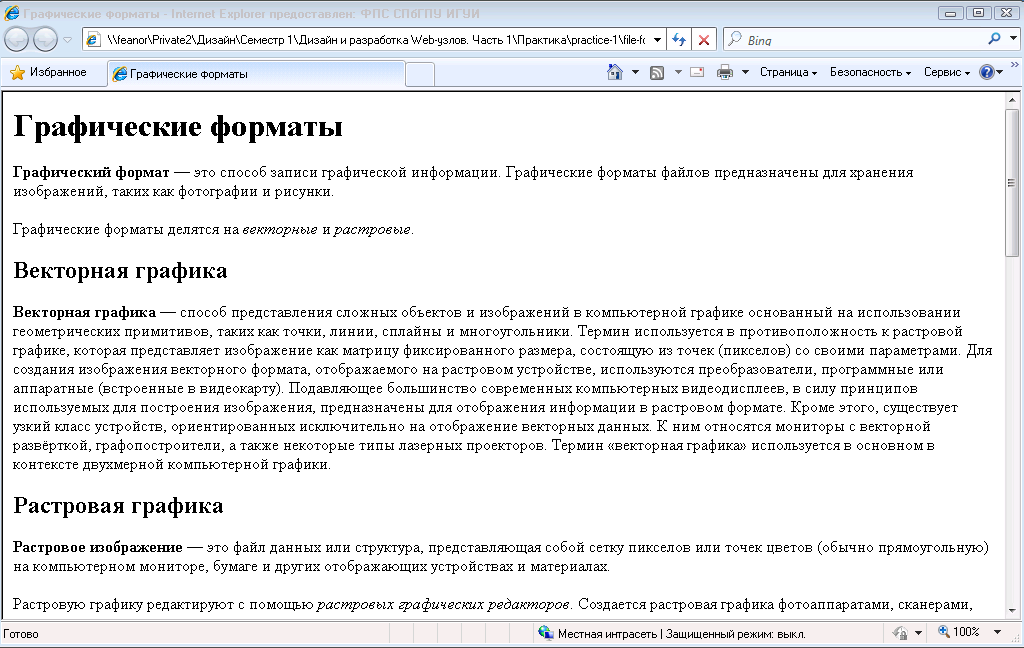 Графические форматы - Internet Explorer предоставлен: ФПС СПбГПУ ИГУИ
\\feanor\Private2\Дизайн\Семестр 1\Дизайн и разработка Web-узлов. Часть 1\Практика\practice-1\file-fo
Bing
Избранное
Графические форматы
Страница
Безопасность
Сервис
Графические форматы
Графический формат — это способ записи графической информации. Графические форматы файлов предназначены для хранения
изображений, таких как фотографии и рисунки.
Графические форматы делятся на векторные и растровые.
Векторная графика
Векторная графика — способ представления сложных объектов и изображений в компьютерной графике основанный на использовании
геометрических примитивов, таких как точки, линии, сплайны и многоугольники. Термин используется в противоположность к растровой
графике, которая представляет изображение как матрицу фиксированного размера, состоящую из точек (пикселов) со своими параметрами. Для
создания изображения векторного формата, отображаемого на растровом устройстве, используются преобразователи, программные или
аппаратные (встроенные в видеокарту). Подавляющее большинство современных компьютерных видеодисплеев, в силу принципов
используемых для построения изображения, предназначены для отображения информации в растровом формате. Кроме этого, существует
узкий класс устройств, ориентированных исключительно на отображение векторных данных. К ним относятся мониторы с векторной
развёрткой, графопостроители, а также некоторые типы лазерных проекторов. Термин «векторная графика» используется в основном в
контексте двухмерной компьютерной графики.
Растровая графика
Растровое изображение — это файл данных или структура, представляющая собой сетку пикселов или точек цветов (обычно прямоугольную)
на компьютерном мониторе, бумаге и других отображающих устройствах и материалах.
Растровую графику редактируют с помощью растровых графических редакторов. Создается растровая графика фотоаппаратами, сканерами,
Готово
Местная интрасеть | Защищенный режим: выкл.
100%